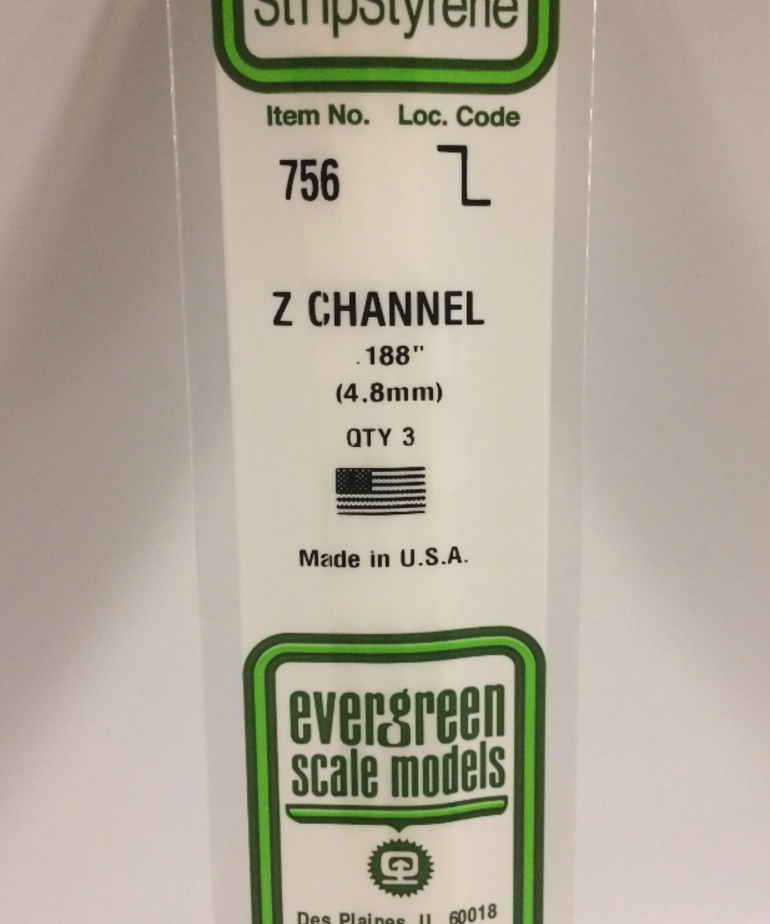 StripStyrene
Item No. Loc. Code
756
Z CHANNEL
.188"
(4.8mm)
QTY 3
Made in U.S.A.
evergreen
scale models
Des Plaines, IL 60018